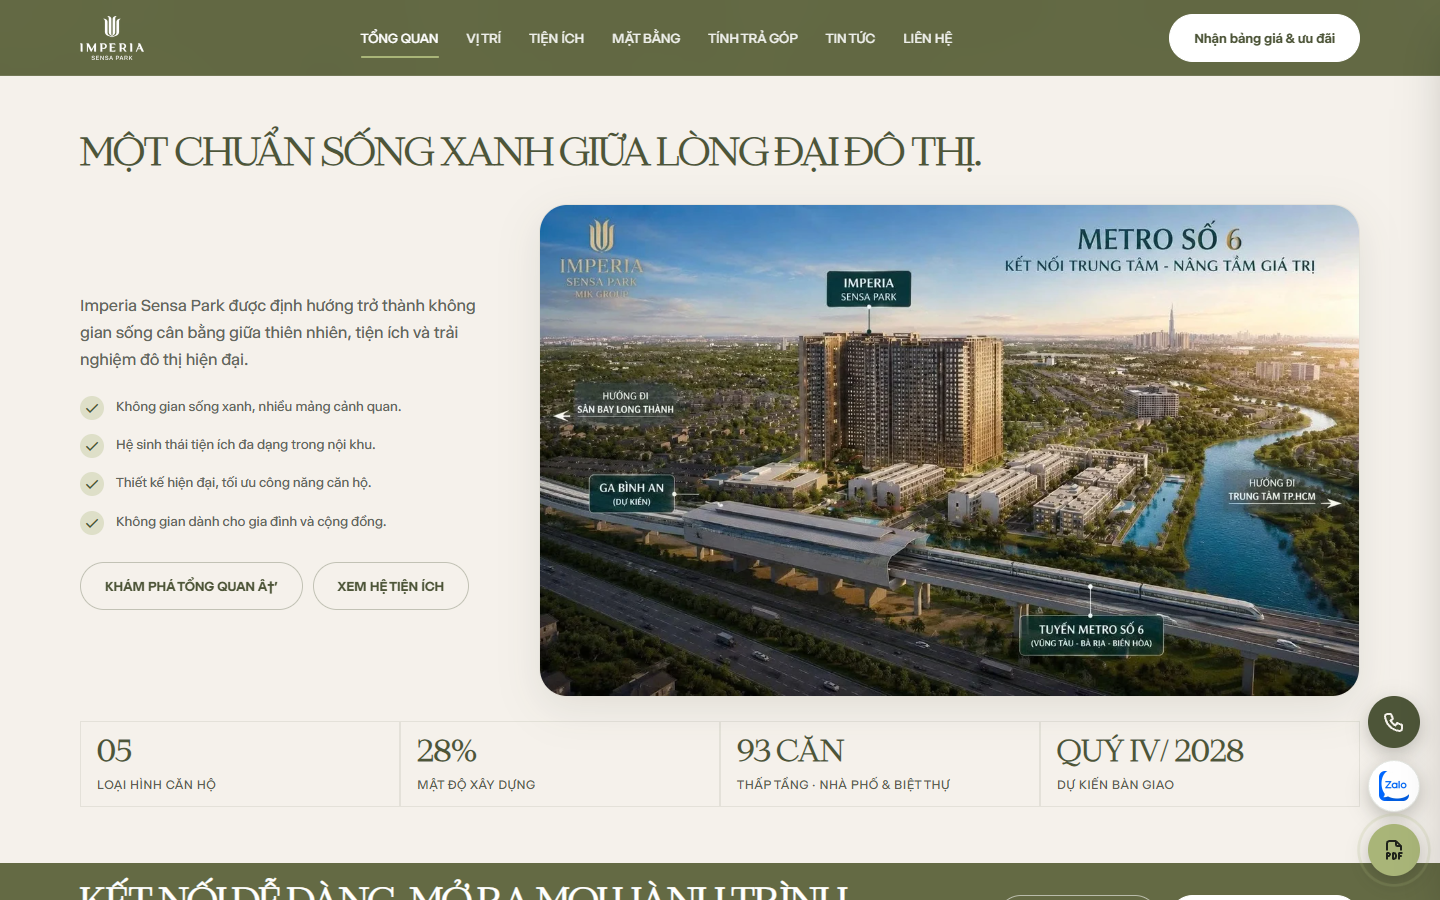 IMPERIA
SENSA PARK
TỔNG QUAN
VỊ TRÍ
TIỆN ÍCH
MẶT BẰNG
TÍNH TRẢ GÓP
TIN TỨC
LIÊN HỆ
Nhận bảng giá & ưu đãi
MỘT CHUẨN SỐNG XANH GIỮA LÒNG ĐẠI ĐÔ THỊ.
Imperia Sensa Park được định hướng trở thành không
gian sống cân bằng giữa thiên nhiên, tiện ích và trải
nghiệm đô thị hiện đại.
Không gian sống xanh, nhiều mảng cảnh quan.
Hệ sinh thái tiện ích đa dạng trong nội khu.
Thiết kế hiện đại, tối ưu công năng căn hộ.
Không gian dành cho gia đình và cộng đồng.
KHÁM PHÁ TỔNG QUAN Â†’
XEM HỆ TIỆN ÍCH
IMPERIA
SENSA PARK
MIK GROUP
METRO SỐ 6
KẾT NỐI TRUNG TÂM - NÂNG TẦM GIÁ TRỊ
IMPERIA
SENSA PARK
HƯỚNG ĐI
SÂN BAY LONG THÀNH
GA BÌNH AN
(DỰ KIẾN)
HƯỚNG ĐI
TRUNG TÂM TP.HCM
TUYẾN METRO SỐ 6
(VŨNG TÀU - BÀ RỊA - BIÊN HÒA)
05
LOẠI HÌNH CĂN HỘ
28%
MẬT ĐỘ XÂY DỰNG
93 CĂN
THẤP TẦNG · NHÀ PHỐ & BIỆT THỰ
QUÝ IV/ 2028
DỰ KIẾN BÀN GIAO
Zalo
PDF
KẾT NỐI DỄ DÀNG, MỞ RA MỌI HÀNH TRÌNH